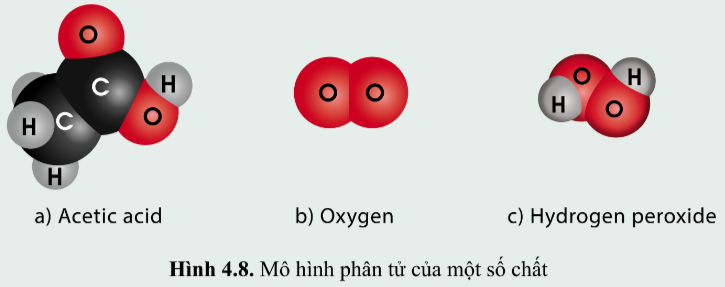 O
C
H
O
C
H
H
O O
O
H
H
O
a) Acetic acid
b) Oxygen
c) Hydrogen peroxide
Hình 4.8. Mô hình phân tử của một số chất